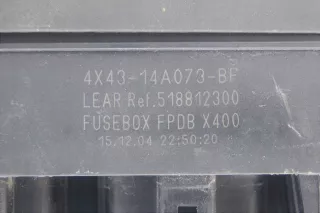 4X43-14A073-BF
LEAR Ref.518812300
FUSEBOX FPDB X400
15.12.04 22:50:20